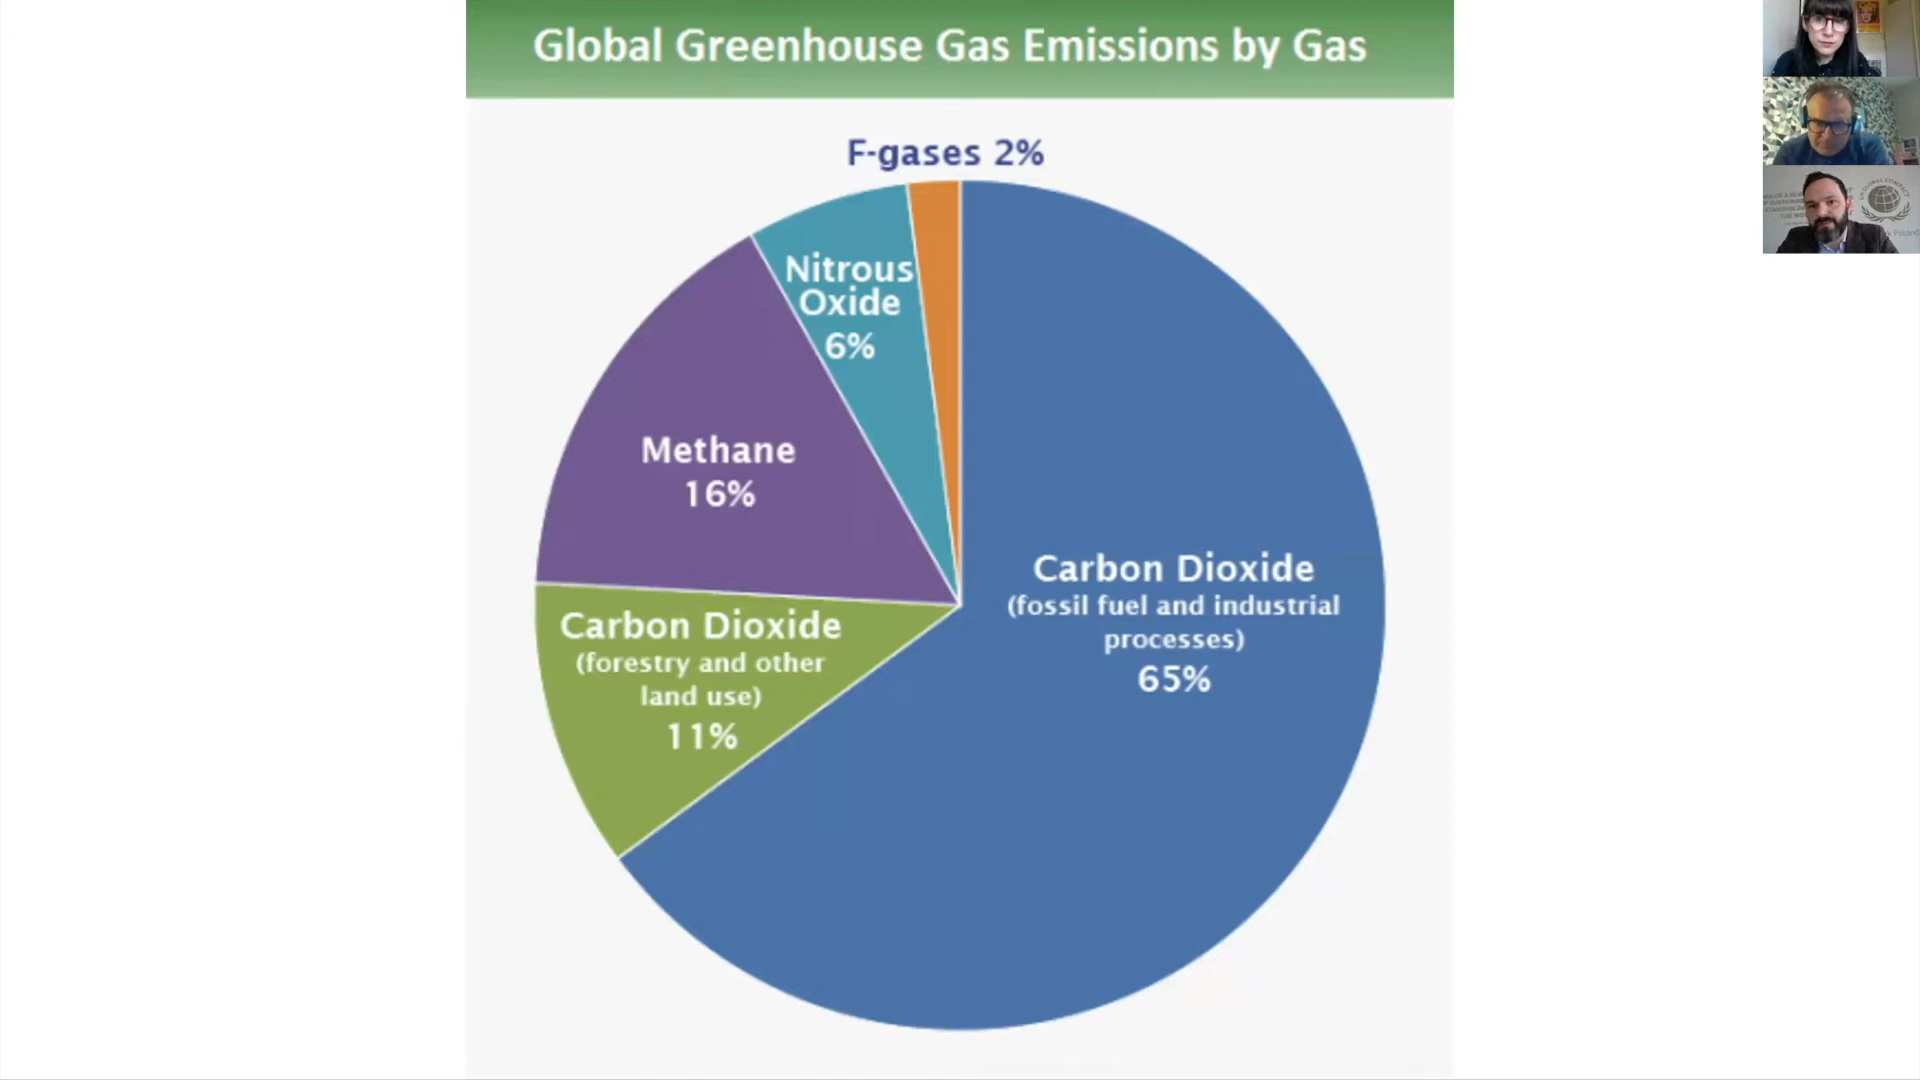 Global Greenhouse Gas Emissions by Gas
F-gases 2%
Nitrous
Oxide
6%
Methane
16%
Carbon Dioxide
(forestry and other
land use)
11%
Carbon Dioxide
(fossil fuel and industrial
processes)
65%